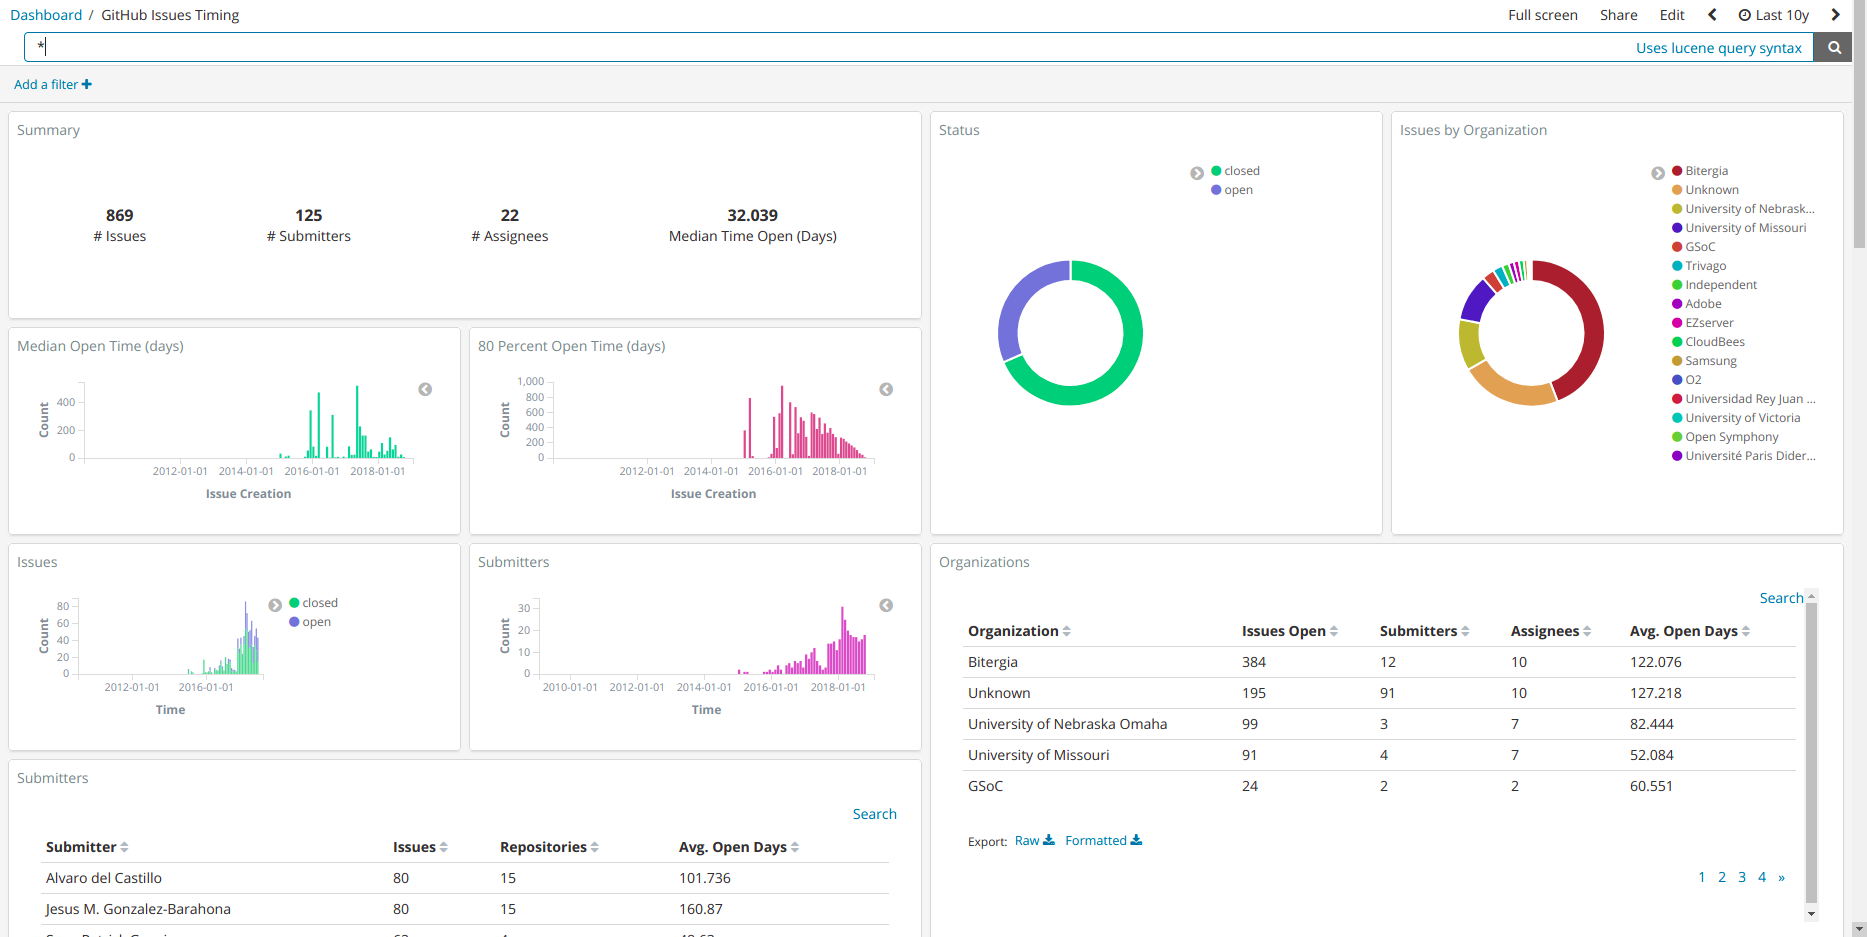 Dashboard / GitHub Issues Timing
Full screen Share Edit Last 10y
*
Uses lucene query syntax
Add a filter
Summary
869 125 22 32.039
# Issues # Submitters # Assignees Median Time Open (Days)
Status
closed
open
Issues by Organization
Bitergia
Unknown
University of Nebrask...
University of Missouri
GSoC
Trivago
Independent
Adobe
EZserver
CloudBees
Samsung
O2
Universidad Rey Juan ...
University of Victoria
Open Symphony
Université Paris Dider...
Median Open Time (days)
Count
400
200
0
2012-01-01 2014-01-01 2016-01-01 2018-01-01
Issue Creation
80 Percent Open Time (days)
Count
1,000
800
600
400
200
0
2012-01-01 2014-01-01 2016-01-01 2018-01-01
Issue Creation
Issues
Count
80
60
40
20
0
2012-01-01 2016-01-01
Time
closed
open
Submitters
Count
30
20
10
0
2010-01-01 2012-01-01 2014-01-01 2016-01-01 2018-01-01
Time
Organizations
Search
Organization Issues Open Submitters Assignees Avg. Open Days
Bitergia 384 12 10 122.076
Unknown 195 91 10 127.218
University of Nebraska Omaha 99 3 7 82.444
University of Missouri 91 4 7 52.084
GSoC 24 2 2 60.551
Export: Raw Formatted
1 2 3 4 »
Submitters
Search
Submitter Issues Repositories Avg. Open Days
Alvaro del Castillo 80 15 101.736
Jesus M. Gonzalez-Barahona 80 15 160.87